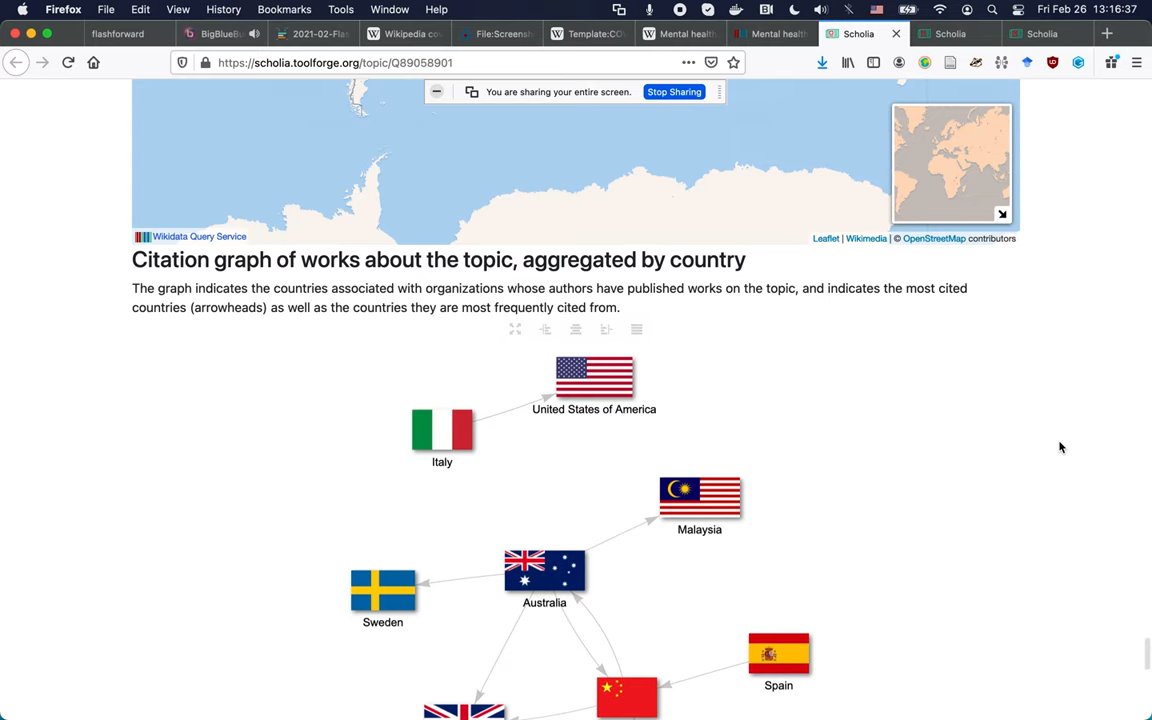 Firefox File Edit View History Bookmarks Tools Window Help Fri Feb 26 13:16:37
flashforward BigBlueBu 2021-02-Flas Wikipedia cov File:Screensh Template:CO Mental health Mental health Scholia Scholia Scholia
https://scholia.toolforge.org/topic/Q89058901
You are sharing your entire screen. Stop Sharing
Wikidata Query Service
Leaflet | Wikimedia | © OpenStreetMap contributors
Citation graph of works about the topic, aggregated by country
The graph indicates the countries associated with organizations whose authors have published works on the topic, and indicates the most cited
countries (arrowheads) as well as the countries they are most frequently cited from.
United States of America
Italy
Malaysia
Australia
Sweden
Spain